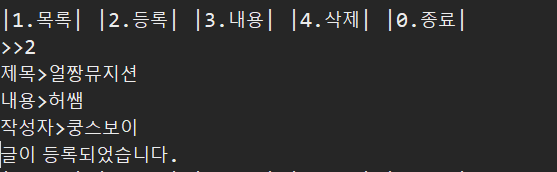 |1.목록| |2.등록| |3.내용| |4.삭제| |0.종료|
>>2
제목>얼짱뮤지션
내용>허쌤
작성자>쿵스보이
글이 등록되었습니다.